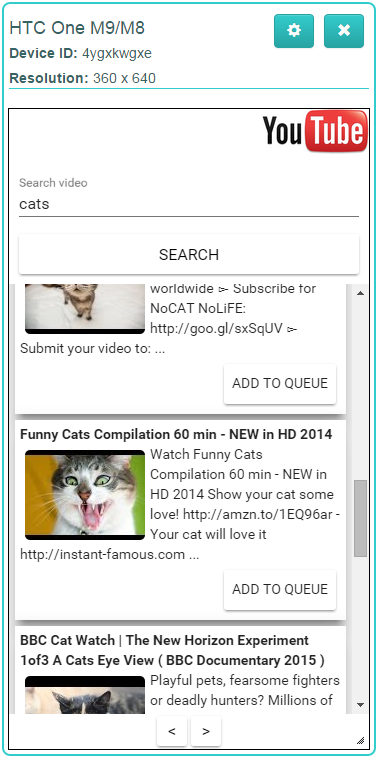 HTC One M9/M8
Device ID: 4ygxkwgxe
Resolution: 360 x 640
YouTube
Search video
cats
SEARCH
worldwide ⌲ Subscribe for
NoCAT NoLiFE:
http://goo.gl/sxSqUV ⌲
Submit your video to: ...
ADD TO QUEUE
Funny Cats Compilation 60 min - NEW in HD 2014
Watch Funny Cats
Compilation 60 min - NEW in
HD 2014 Show your cat some
love! http://amzn.to/1EQ96ar -
Your cat will love it
http://instant-famous.com ...
ADD TO QUEUE
BBC Cat Watch | The New Horizon Experiment
1of3 A Cats Eye View ( BBC Documentary 2015 )
Playful pets, fearsome fighters
or deadly hunters? Millions of
< >